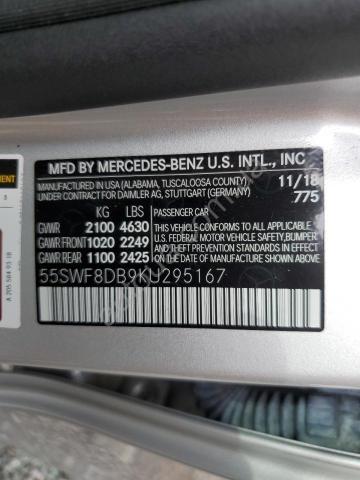 MFD BY MERCEDES-BENZ U.S. INTL., INC
MANUFACTURED IN USA (ALABAMA, TUSCALOOSA COUNTY) 11/18
UNDER CONTRACT FOR DAIMLER AG, STUTTGART (GERMANY) 775
KG LBS PASSENGER CAR
GVWR 2100 4630 THIS VEHICLE CONFORMS TO ALL APPLICABLE
GAWR FRONT 1020 2249 U.S. FEDERAL MOTOR VEHICLE SAFETY, BUMPER,
GAWR REAR 1100 2425 AND THEFT PREVENTION STANDARDS IN EFFECT ON THE DATE OF MANUFACTURE SHOWN ABOVE.
55SWF8DB9KU295167